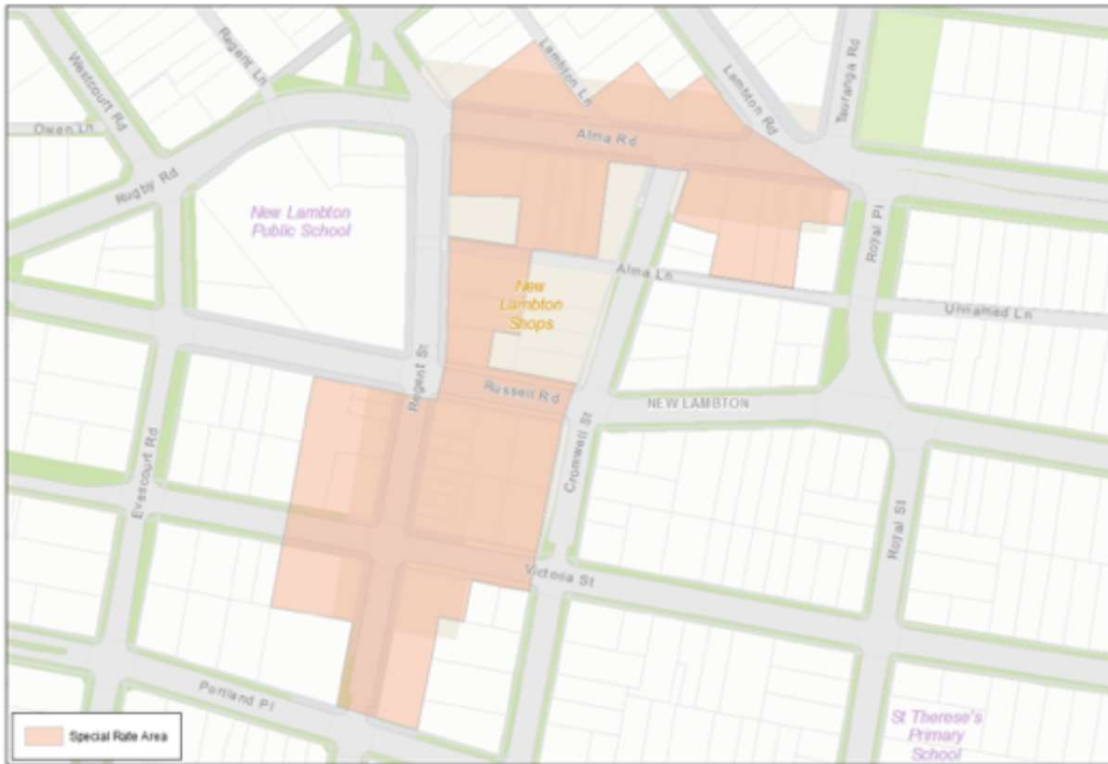 Westcourt Rd
Regent Ln
Lambton Ln
Lambton Rd
Tauranga Rd
Owen Ln
Rugby Rd
Alma Rd
New Lambton
Public School
Royal Pl
Alma Ln
Unnamed Ln
New
Lambton
Shops
Regent St
Russell Rd
NEW LAMBTON
Cromwell St
Evescourt Rd
Royal St
Victoria St
Portland Pl
Special Rate Area
St Therese's
Primary
School